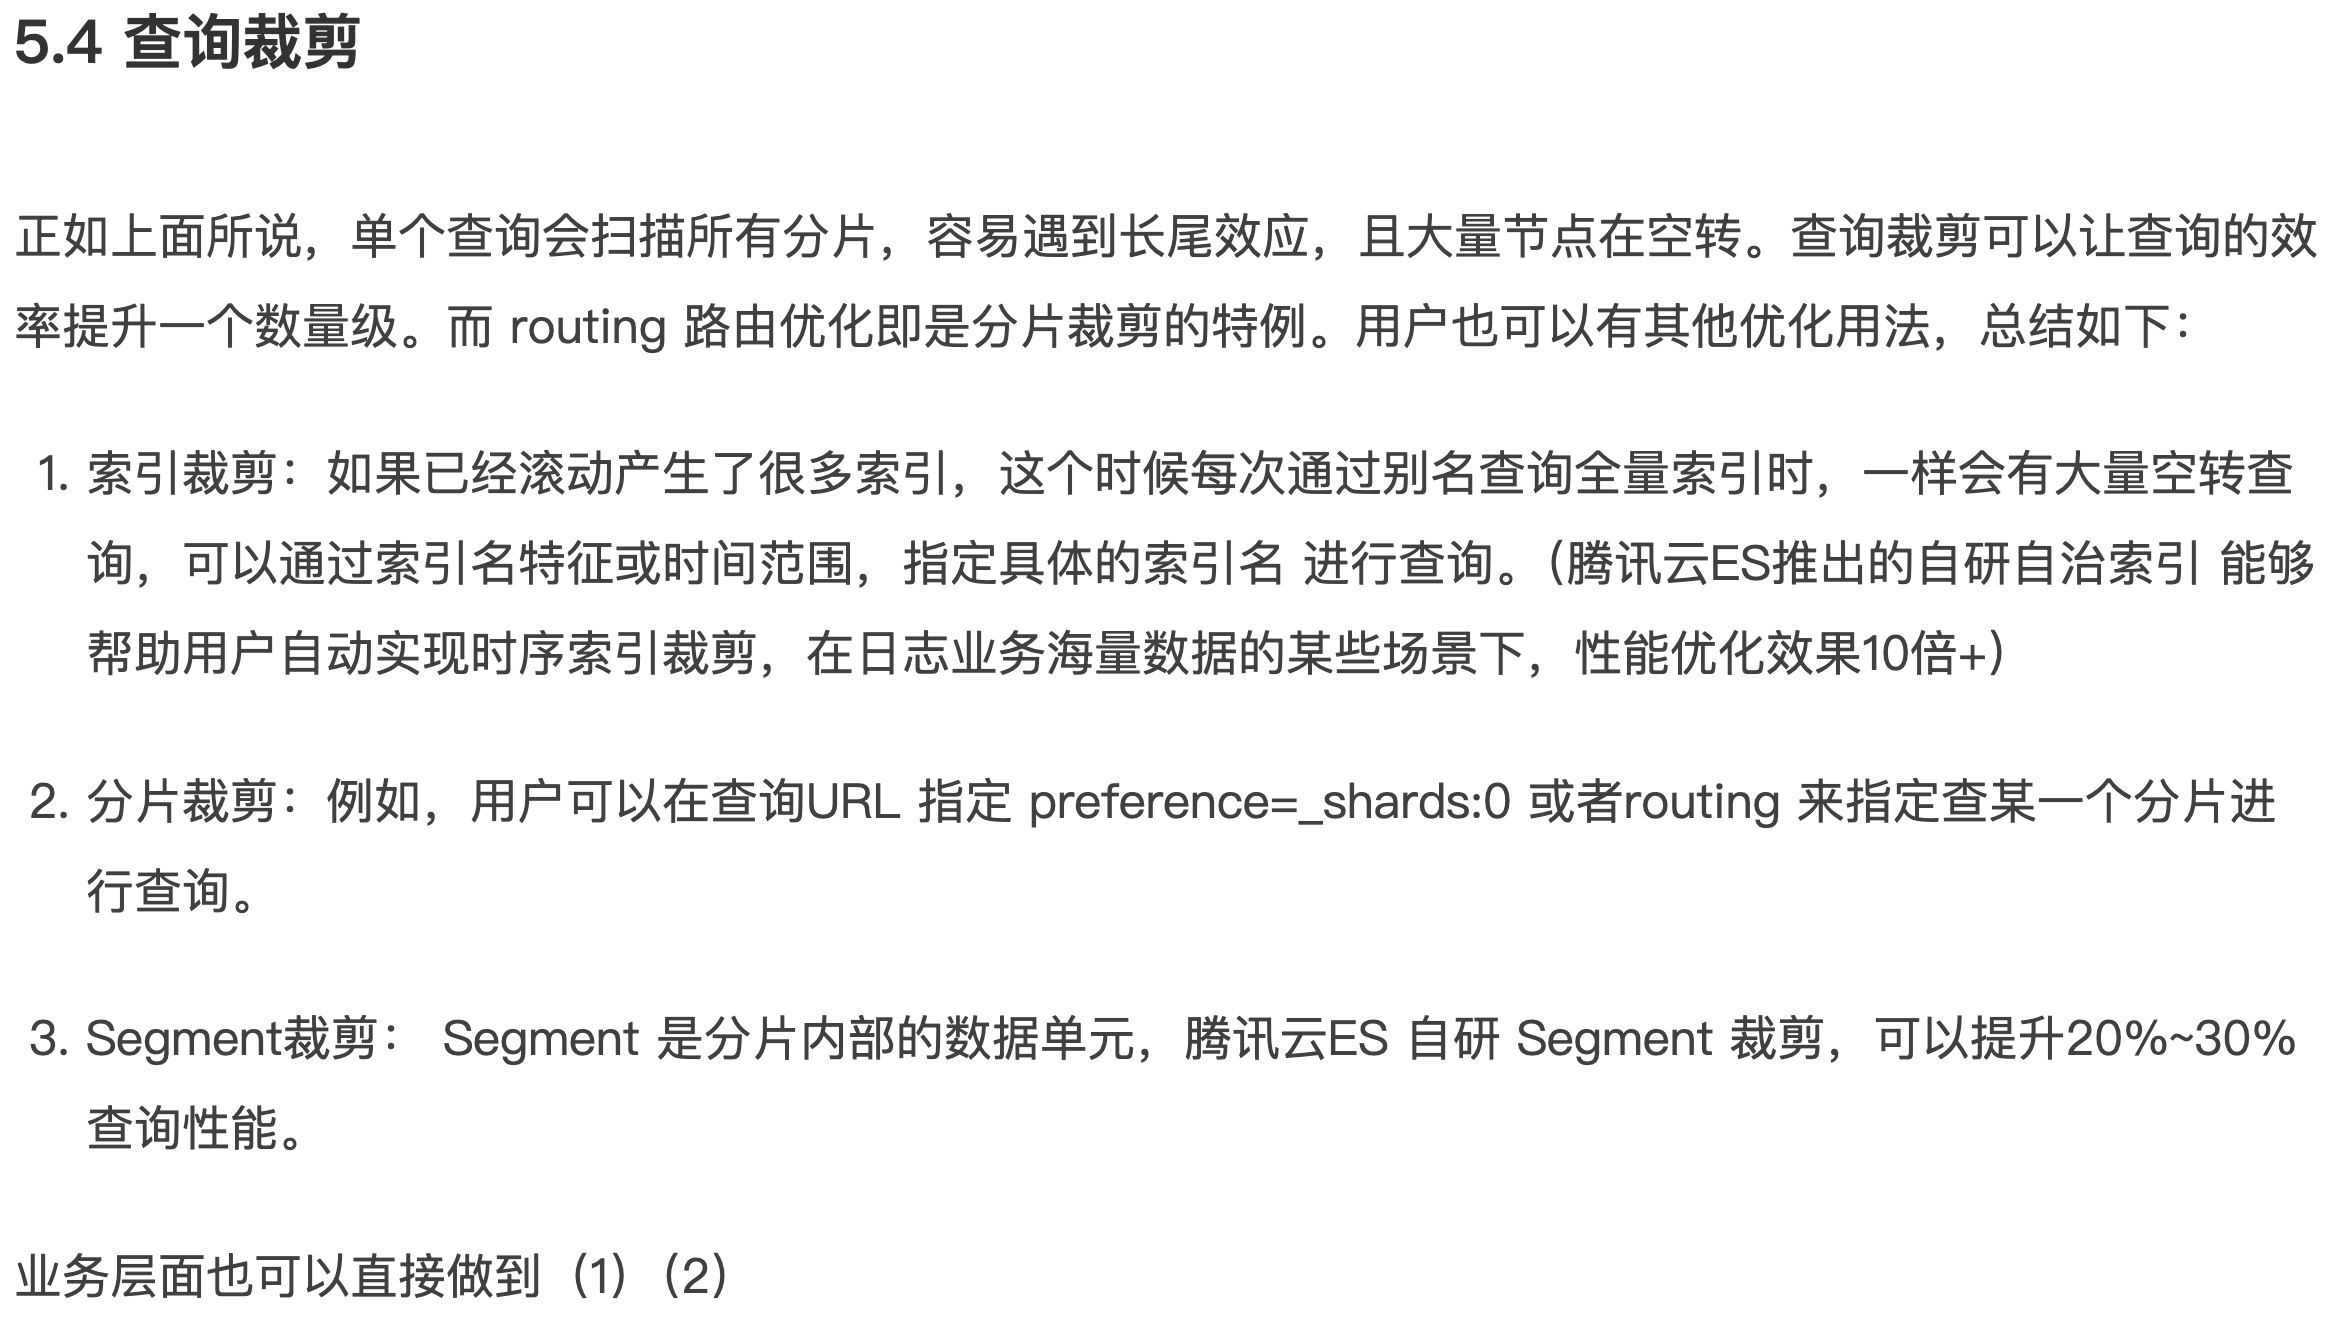 5.4 查询裁剪
正如上面所说，单个查询会扫描所有分片，容易遇到长尾效应，且大量节点在空转。查询裁剪可以让查询的效
率提升一个数量级。而 routing 路由优化即是分片裁剪的特例。用户也可以有其他优化用法，总结如下：
1. 索引裁剪：如果已经滚动产生了很多索引，这个时候每次通过别名查询全量索引时，一样会有大量空转查
询，可以通过索引名特征或时间范围，指定具体的索引名 进行查询。（腾讯云ES推出的自研自治索引 能够
帮助用户自动实现时序索引裁剪，在日志业务海量数据的某些场景下，性能优化效果10倍+）
2. 分片裁剪：例如，用户可以在查询URL 指定 preference=_shards:0 或者routing 来指定查某一个分片进
行查询。
3. Segment裁剪： Segment 是分片内部的数据单元，腾讯云ES 自研 Segment 裁剪，可以提升20%~30%
查询性能。
业务层面也可以直接做到（1）（2）